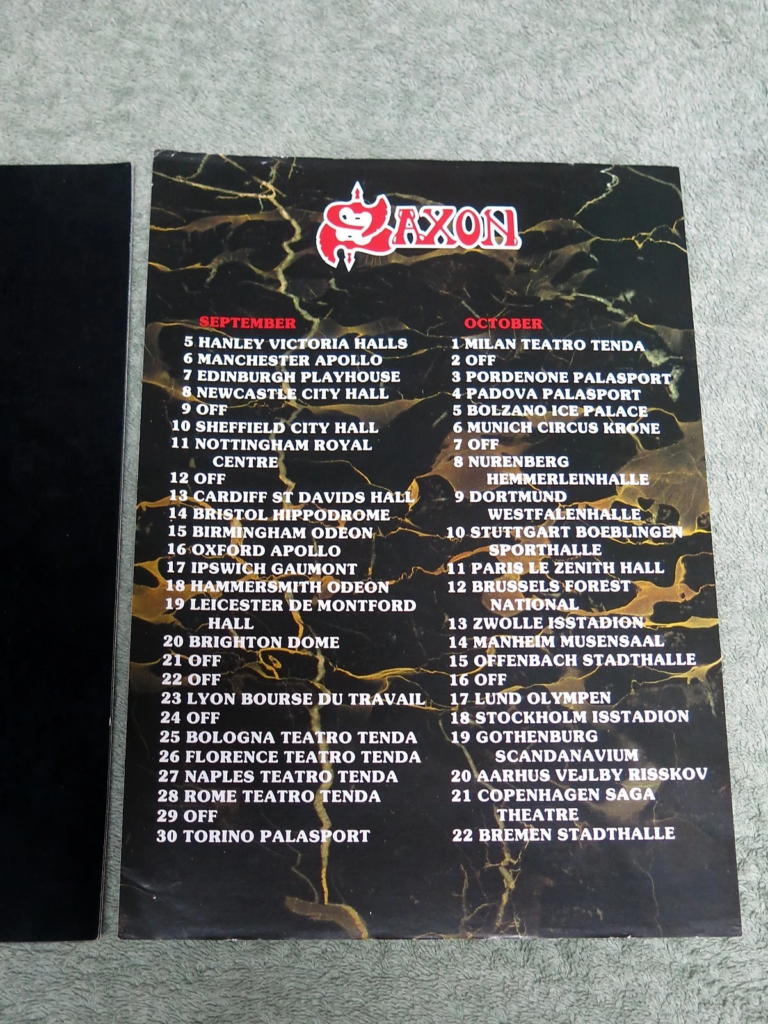 SAXON
SEPTEMBER
5 HANLEY VICTORIA HALLS
6 MANCHESTER APOLLO
7 EDINBURGH PLAYHOUSE
8 NEWCASTLE CITY HALL
9 OFF
10 SHEFFIELD CITY HALL
11 NOTTINGHAM ROYAL
CENTRE
12 OFF
13 CARDIFF ST DAVIDS HALL
14 BRISTOL HIPPODROME
15 BIRMINGHAM ODEON
16 OXFORD APOLLO
17 IPSWICH GAUMONT
18 HAMMERSMITH ODEON
19 LEICESTER DE MONTFORD
HALL
20 BRIGHTON DOME
21 OFF
22 OFF
23 LYON BOURSE DU TRAVAIL
24 OFF
25 BOLOGNA TEATRO TENDA
26 FLORENCE TEATRO TENDA
27 NAPLES TEATRO TENDA
28 ROME TEATRO TENDA
29 OFF
30 TORINO PALASPORT
OCTOBER
1 MILAN TEATRO TENDA
2 OFF
3 PORDENONE PALASPORT
4 PADOVA PALASPORT
5 BOLZANO ICE PALACE
6 MUNICH CIRCUS KRONE
7 OFF
8 NURENBERG
HEMMERLEINHALLE
9 DORTMUND
WESTFALENHALLE
10 STUTTGART BOEBLINGEN
SPORTHALLE
11 PARIS LE ZENITH HALL
12 BRUSSELS FOREST
NATIONAL
13 ZWOLLE ISSTADION
14 MANHEIM MUSENSAAL
15 OFFENBACH STADTHALLE
16 OFF
17 LUND OLYMPEN
18 STOCKHOLM ISSTADION
19 GOTHENBURG
SCANDANAVIUM
20 AARHUS VEJLBY RISSKOV
21 COPENHAGEN SAGA
THEATRE
22 BREMEN STADTHALLE